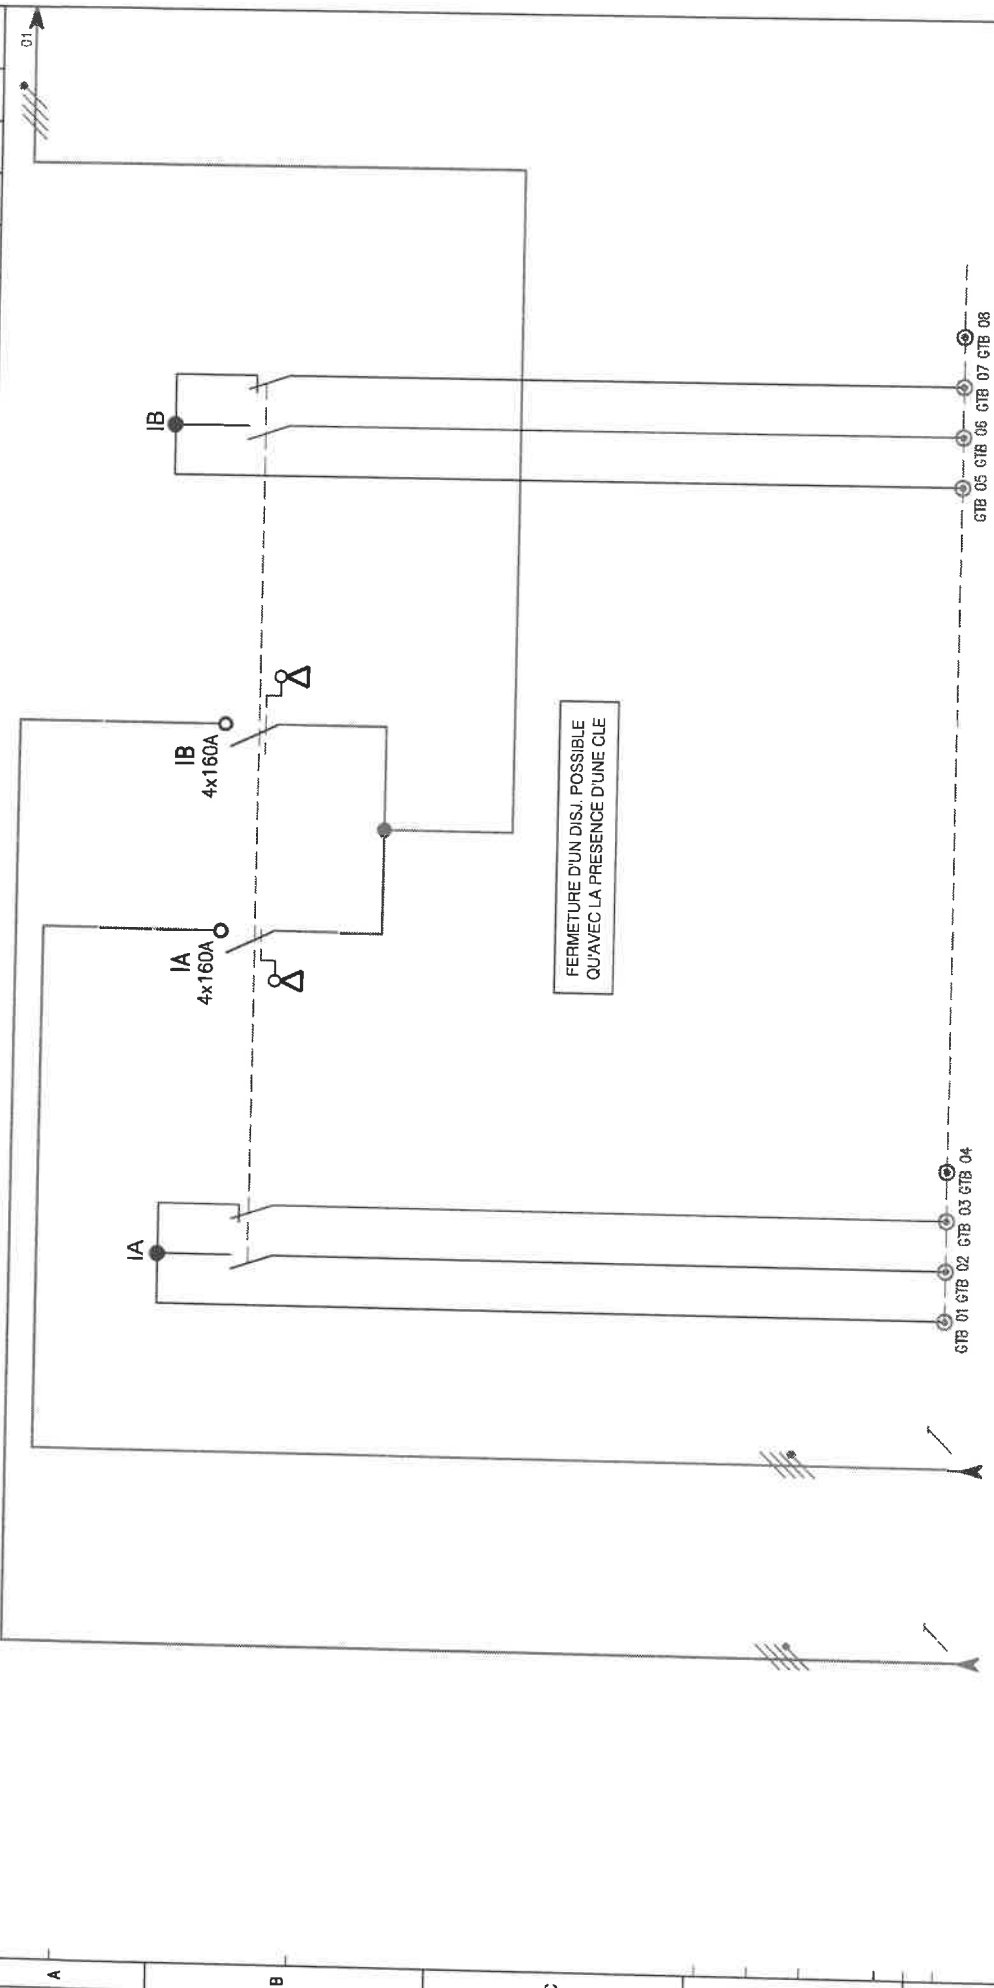 A
B
C
01
IA
IB
IA
4x160A
IB
4x160A
FERMETURE D'UN DISJ. POSSIBLE
QU'AVEC LA PRESENCE D'UNE CLE
GTB 01 GTB 02 GTB 03 GTB 04
GTB 05 GTB 06 GTB 07 GTB 08